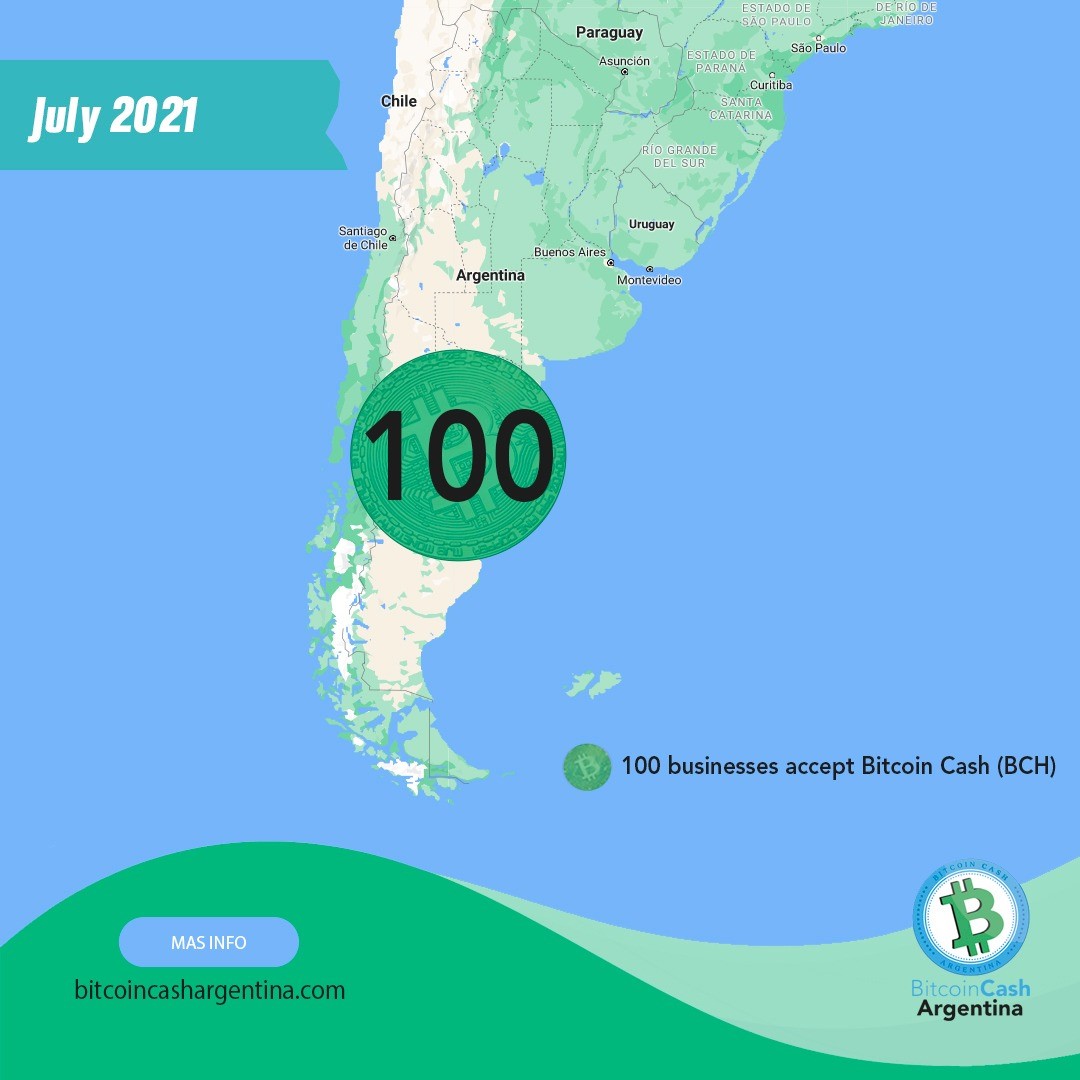 ESTADO DE
SÃO PAULO
DE RÍO DE
JANEIRO
Paraguay
São Paulo
Asunción
ESTADO DE
PARANÁ
Curitiba
July 2021
Chile
SANTA
CATARINA
RÍO GRANDE
DEL SUR
Uruguay
Santiago
de Chile
Buenos Aires
Argentina
Montevideo
100
100 businesses accept Bitcoin Cash (BCH)
BITCOIN CASH
ARGENTINA
MAS INFO
bitcoincashargentina.com
BitcoinCash
Argentina